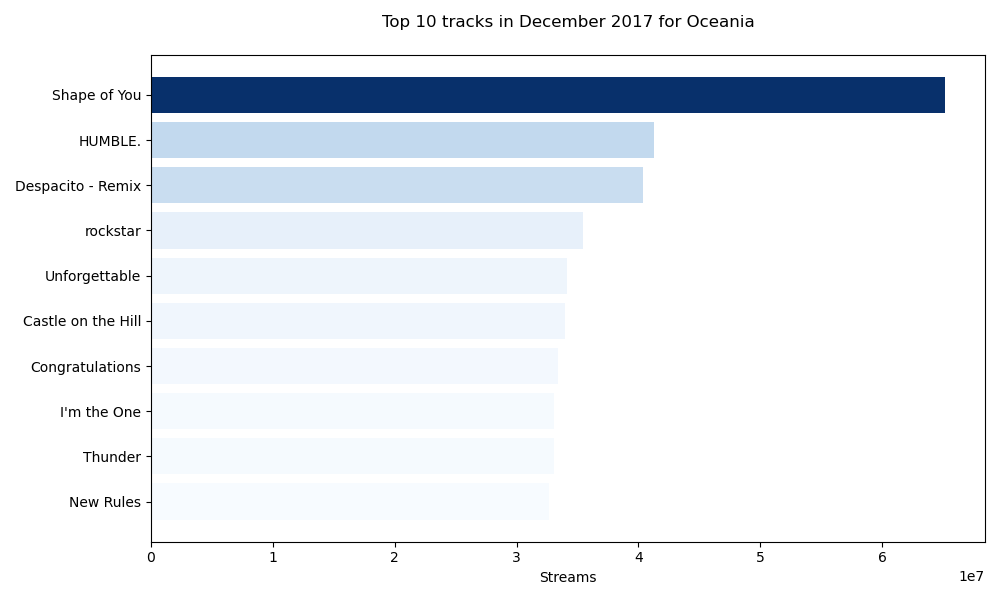 Top 10 tracks in December 2017 for Oceania
Shape of You
HUMBLE.
Despacito - Remix
rockstar
Unforgettable
Castle on the Hill
Congratulations
I'm the One
Thunder
New Rules
0 1 2 3 4 5 6
1e7
Streams